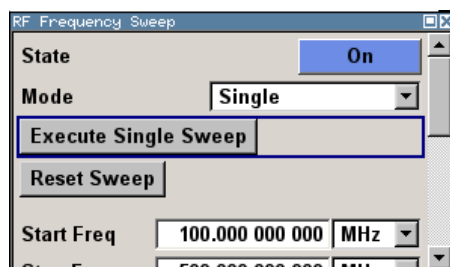 RF Frequency Sweep
State On
Mode Single
Execute Single Sweep
Reset Sweep
Start Freq 100.000 000 000 MHz